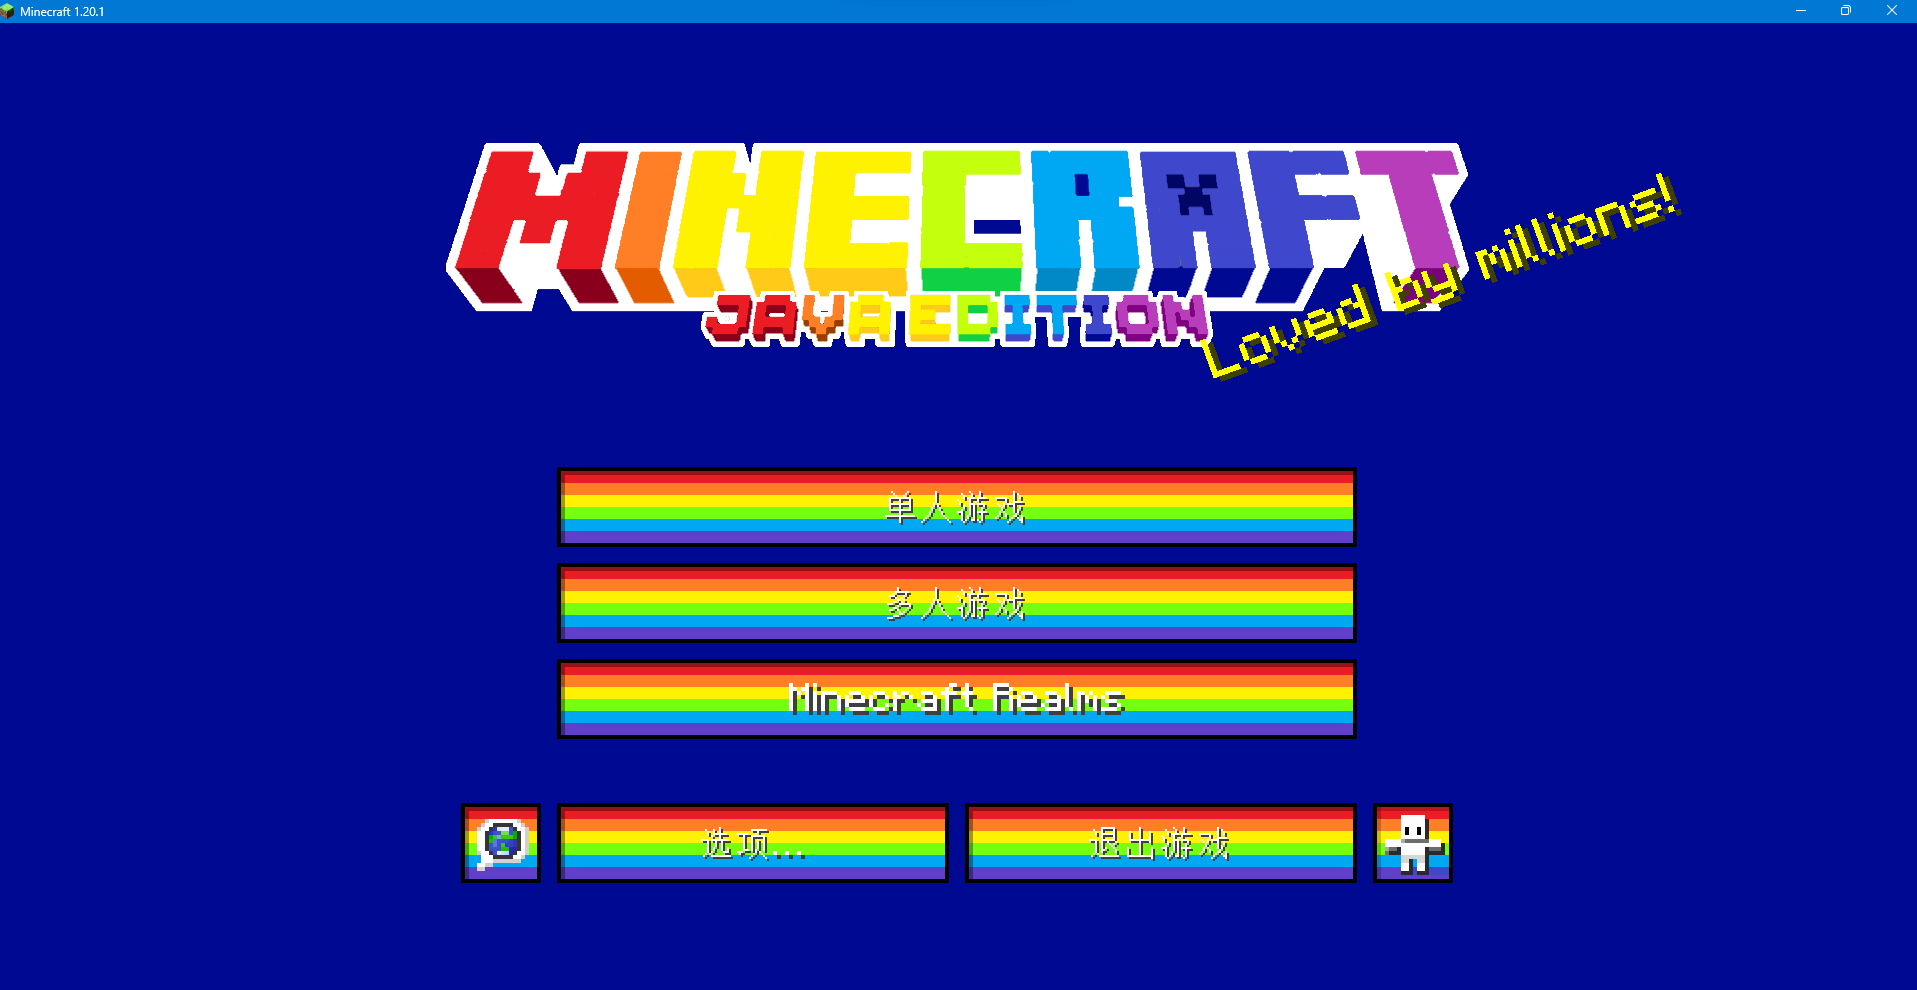 Minecraft 1.20.1
MINECRAFT
JAVA EDITION
Loved by millions!
单人游戏
多人游戏
Minecraft Realms
选项...
退出游戏